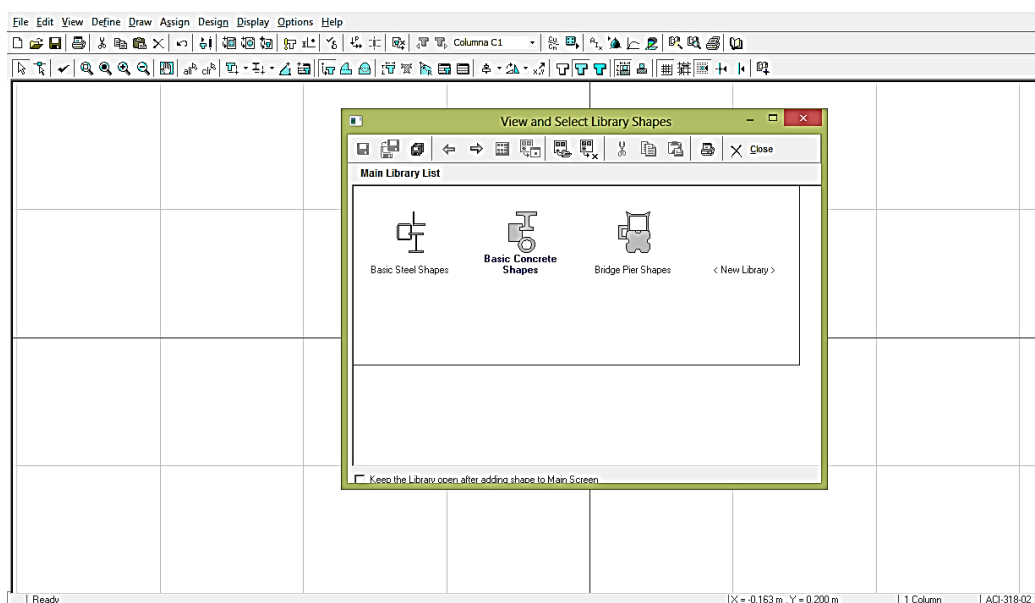 File Edit View Define Draw Assign Design Display Options Help
Columna C1
View and Select Library Shapes
Close
Main Library List
Basic Steel Shapes
Basic Concrete
Shapes
Bridge Pier Shapes
< New Library >
Keep the Library open after adding shape to Main Screen
Ready
X = -0.163 m , Y = 0.200 m
1 Column
ACI-318-02